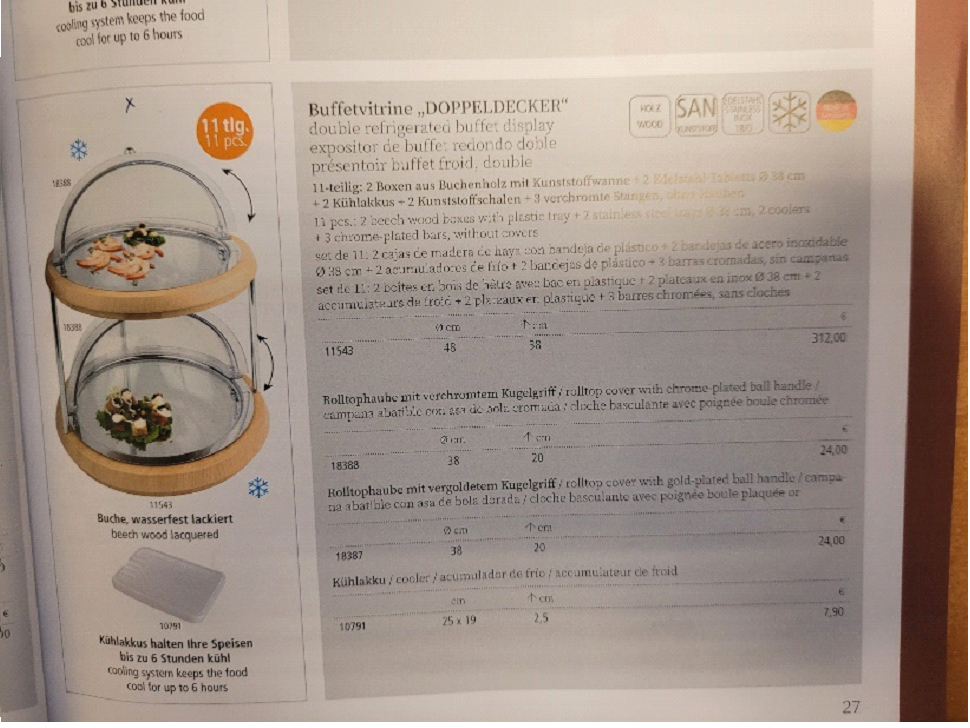 bis zu 6 Stunden kühl
cooling system keeps the food
cool for up to 6 hours
11 tlg.
11 pcs.
18388
18388
11543
Buche, wasserfest lackiert
beech wood lacquered
10791
Kühlakkus halten Ihre Speisen
bis zu 6 Stunden kühl
cooling system keeps the food
cool for up to 6 hours
Buffetvitrine „DOPPELDECKER“
double refrigerated buffet display
expositor de buffet redondo doble
présentoir buffet froid, double
HOLZ
WOOD
SAN
KUNSTSTOFF
EDELSTAHL
STAINLESS
INOX
18/0
11-teilig: 2 Boxen aus Buchenholz mit Kunststoffwanne + 2 Edelstahl-Tabletts Ø 38 cm
+ 2 Kühlakkus + 2 Kunststoffschalen + 3 verchromte Stangen, ohne Hauben
11 pcs.: 2 beech wood boxes with plastic tray + 2 stainless steel trays Ø 38 cm, 2 coolers
+ 3 chrome-plated bars, without covers
set de 11: 2 cajas de madera de haya con bandeja de plástico + 2 bandejas de acero inoxidable
Ø 38 cm + 2 acumuladores de frío + 2 bandejas de plástico + 3 barras cromadas, sin campanas
set de 11: 2 boîtes en bois de hêtre avec bac en plastique + 2 plateaux en inox Ø 38 cm + 2
accumulateurs de froid + 2 plateaux en plastique + 3 barres chromées, sans cloches
Ø cm ↑ cm €
11543 48 58 312,00
Rolltophaube mit verchromtem Kugelgriff / rolltop cover with chrome-plated ball handle /
campana abatible con asa de bola cromada / cloche basculante avec poignée boule chromée
Ø cm ↑ cm €
18388 38 20 24,00
Rolltophaube mit vergoldetem Kugelgriff / rolltop cover with gold-plated ball handle / campa-
na abatible con asa de bola dorada / cloche basculante avec poignée boule plaquée or
Ø cm ↑ cm €
18387 38 20 24,00
Kühlakku / cooler / acumulador de frío / accumulateur de froid
cm ↑ cm €
10791 25 x 19 2,5 7,90
27